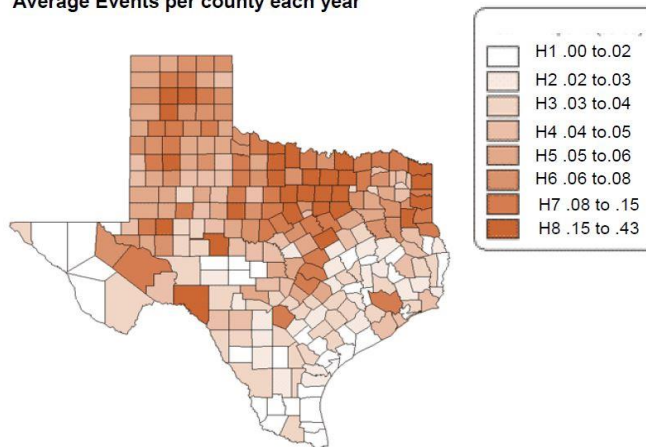 Average Events per county each year
H1 .00 to.02
H2 .02 to.03
H3 .03 to.04
H4 .04 to.05
H5 .05 to.06
H6 .06 to.08
H7 .08 to .15
H8 .15 to .43